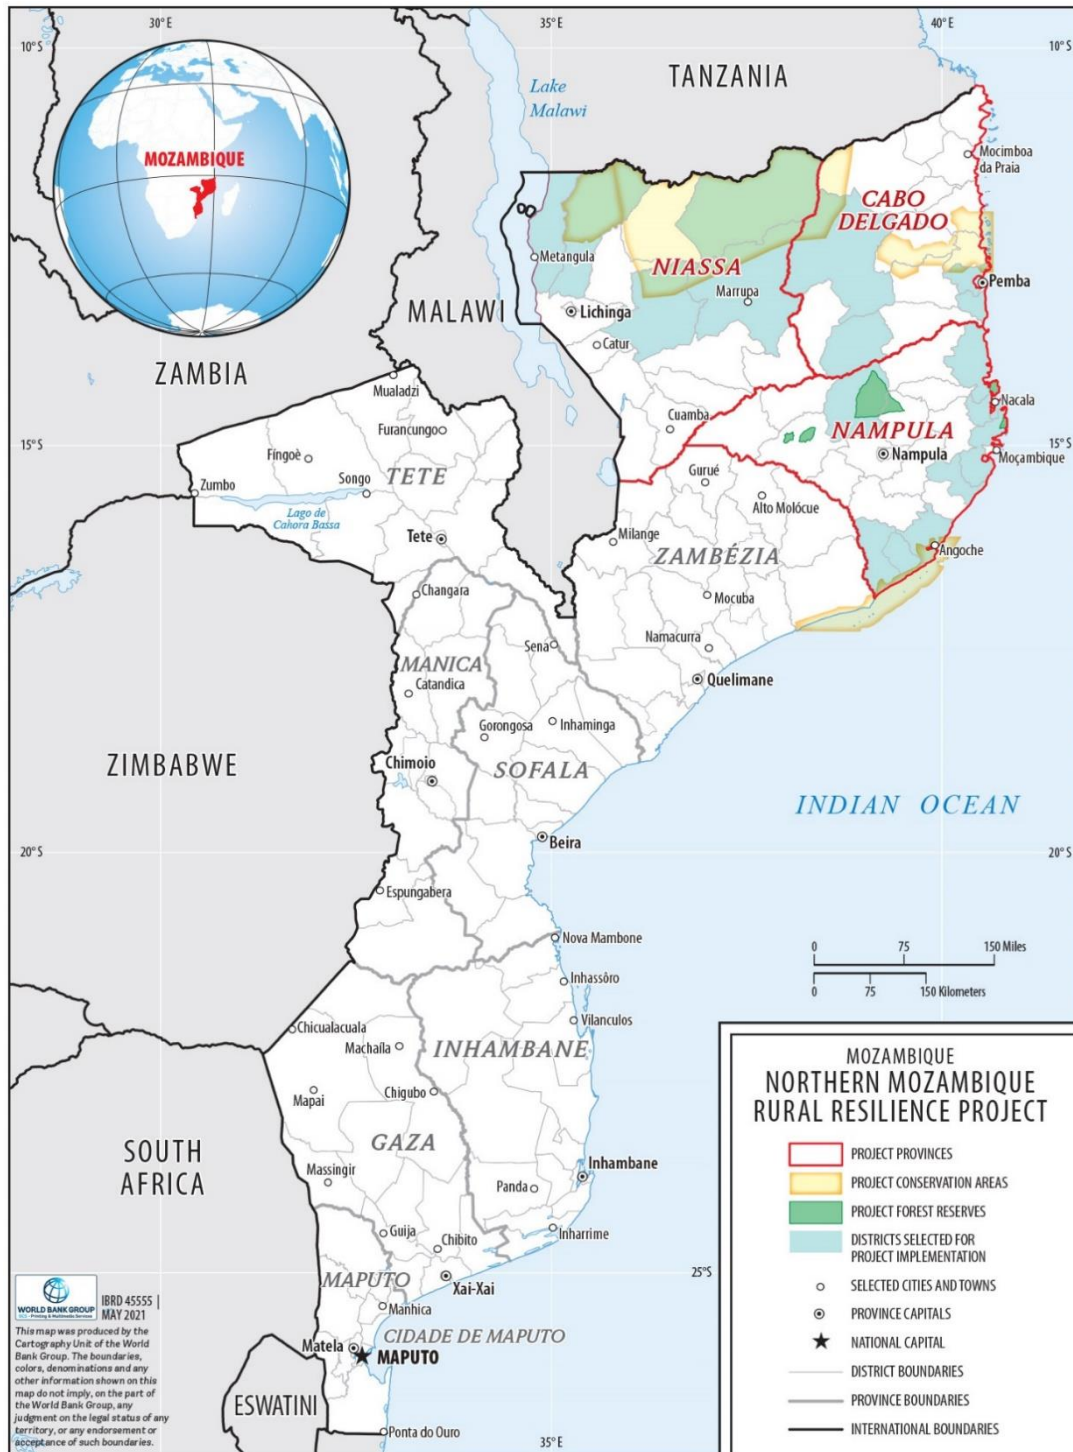 30°E
35°E
40°E
10°S
10°S
TANZANIA
Lake
Malawi
MOZAMBIQUE
Mocimboa
da Praia
CABO
DELGADO
Metangula
NIASSA
Marrupa
Pemba
MALAWI
Lichinga
Catur
ZAMBIA
Mualadzi
Nacala
Furancungo
Cuamba
NAMPULA
15°S
15°S
Fíngoè
TETE
Nampula
Moçambique
Zumbo
Songo
Gurué
Lago de
Cahora Bassa
Alto Molócue
Tete
Milange
ZAMBÉZIA
Angoche
Changara
Mocuba
Sena
Namacurra
MANICA
Catandica
Quelimane
Gorongosa
Inhaminga
ZIMBABWE
Chimoio
SOFALA
INDIAN OCEAN
Beira
20°S
20°S
Espungabera
Nova Mambone
0 75 150 Miles
Inhassôro
0 75 150 Kilometers
Vilanculos
Chicualacuala
Machaíla
INHAMBANE
Mapai
Chigubo
GAZA
SOUTH
AFRICA
Massingir
Inhambane
Panda
Guija
Chibito
Inharrime
MAPUTO
Xai-Xai
25°S
Manhica
CIDADE DE MAPUTO
Matela
MAPUTO
ESWATINI
Ponta do Ouro
35°E
MOZAMBIQUE
NORTHERN MOZAMBIQUE
RURAL RESILIENCE PROJECT
PROJECT PROVINCES
PROJECT CONSERVATION AREAS
PROJECT FOREST RESERVES
DISTRICTS SELECTED FOR
PROJECT IMPLEMENTATION
SELECTED CITIES AND TOWNS
PROVINCE CAPITALS
NATIONAL CAPITAL
DISTRICT BOUNDARIES
PROVINCE BOUNDARIES
INTERNATIONAL BOUNDARIES
WORLD BANK GROUP
Printing & Multimedia Services
IBRD 45555 |
MAY 2021
This map was produced by the
Cartography Unit of the World
Bank Group. The boundaries,
colors, denominations and any
other information shown on this
map do not imply, on the part of
the World Bank Group, any
judgment on the legal status of any
territory, or any endorsement or
acceptance of such boundaries.